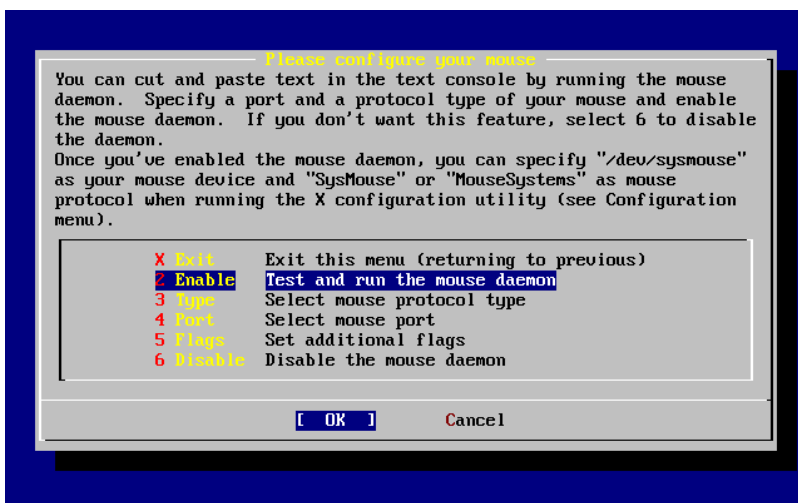 Please configure your mouse
You can cut and paste text in the text console by running the mouse
daemon.  Specify a port and a protocol type of your mouse and enable
the mouse daemon.  If you don't want this feature, select 6 to disable
the daemon.
Once you've enabled the mouse daemon, you can specify "/dev/sysmouse"
as your mouse device and "SysMouse" or "MouseSystems" as mouse
protocol when running the X configuration utility (see Configuration
menu).
X Exit Exit this menu (returning to previous)
2 Enable Test and run the mouse daemon
3 Type Select mouse protocol type
4 Port Select mouse port
5 Flags Set additional flags
6 Disable Disable the mouse daemon
[ OK ] Cancel